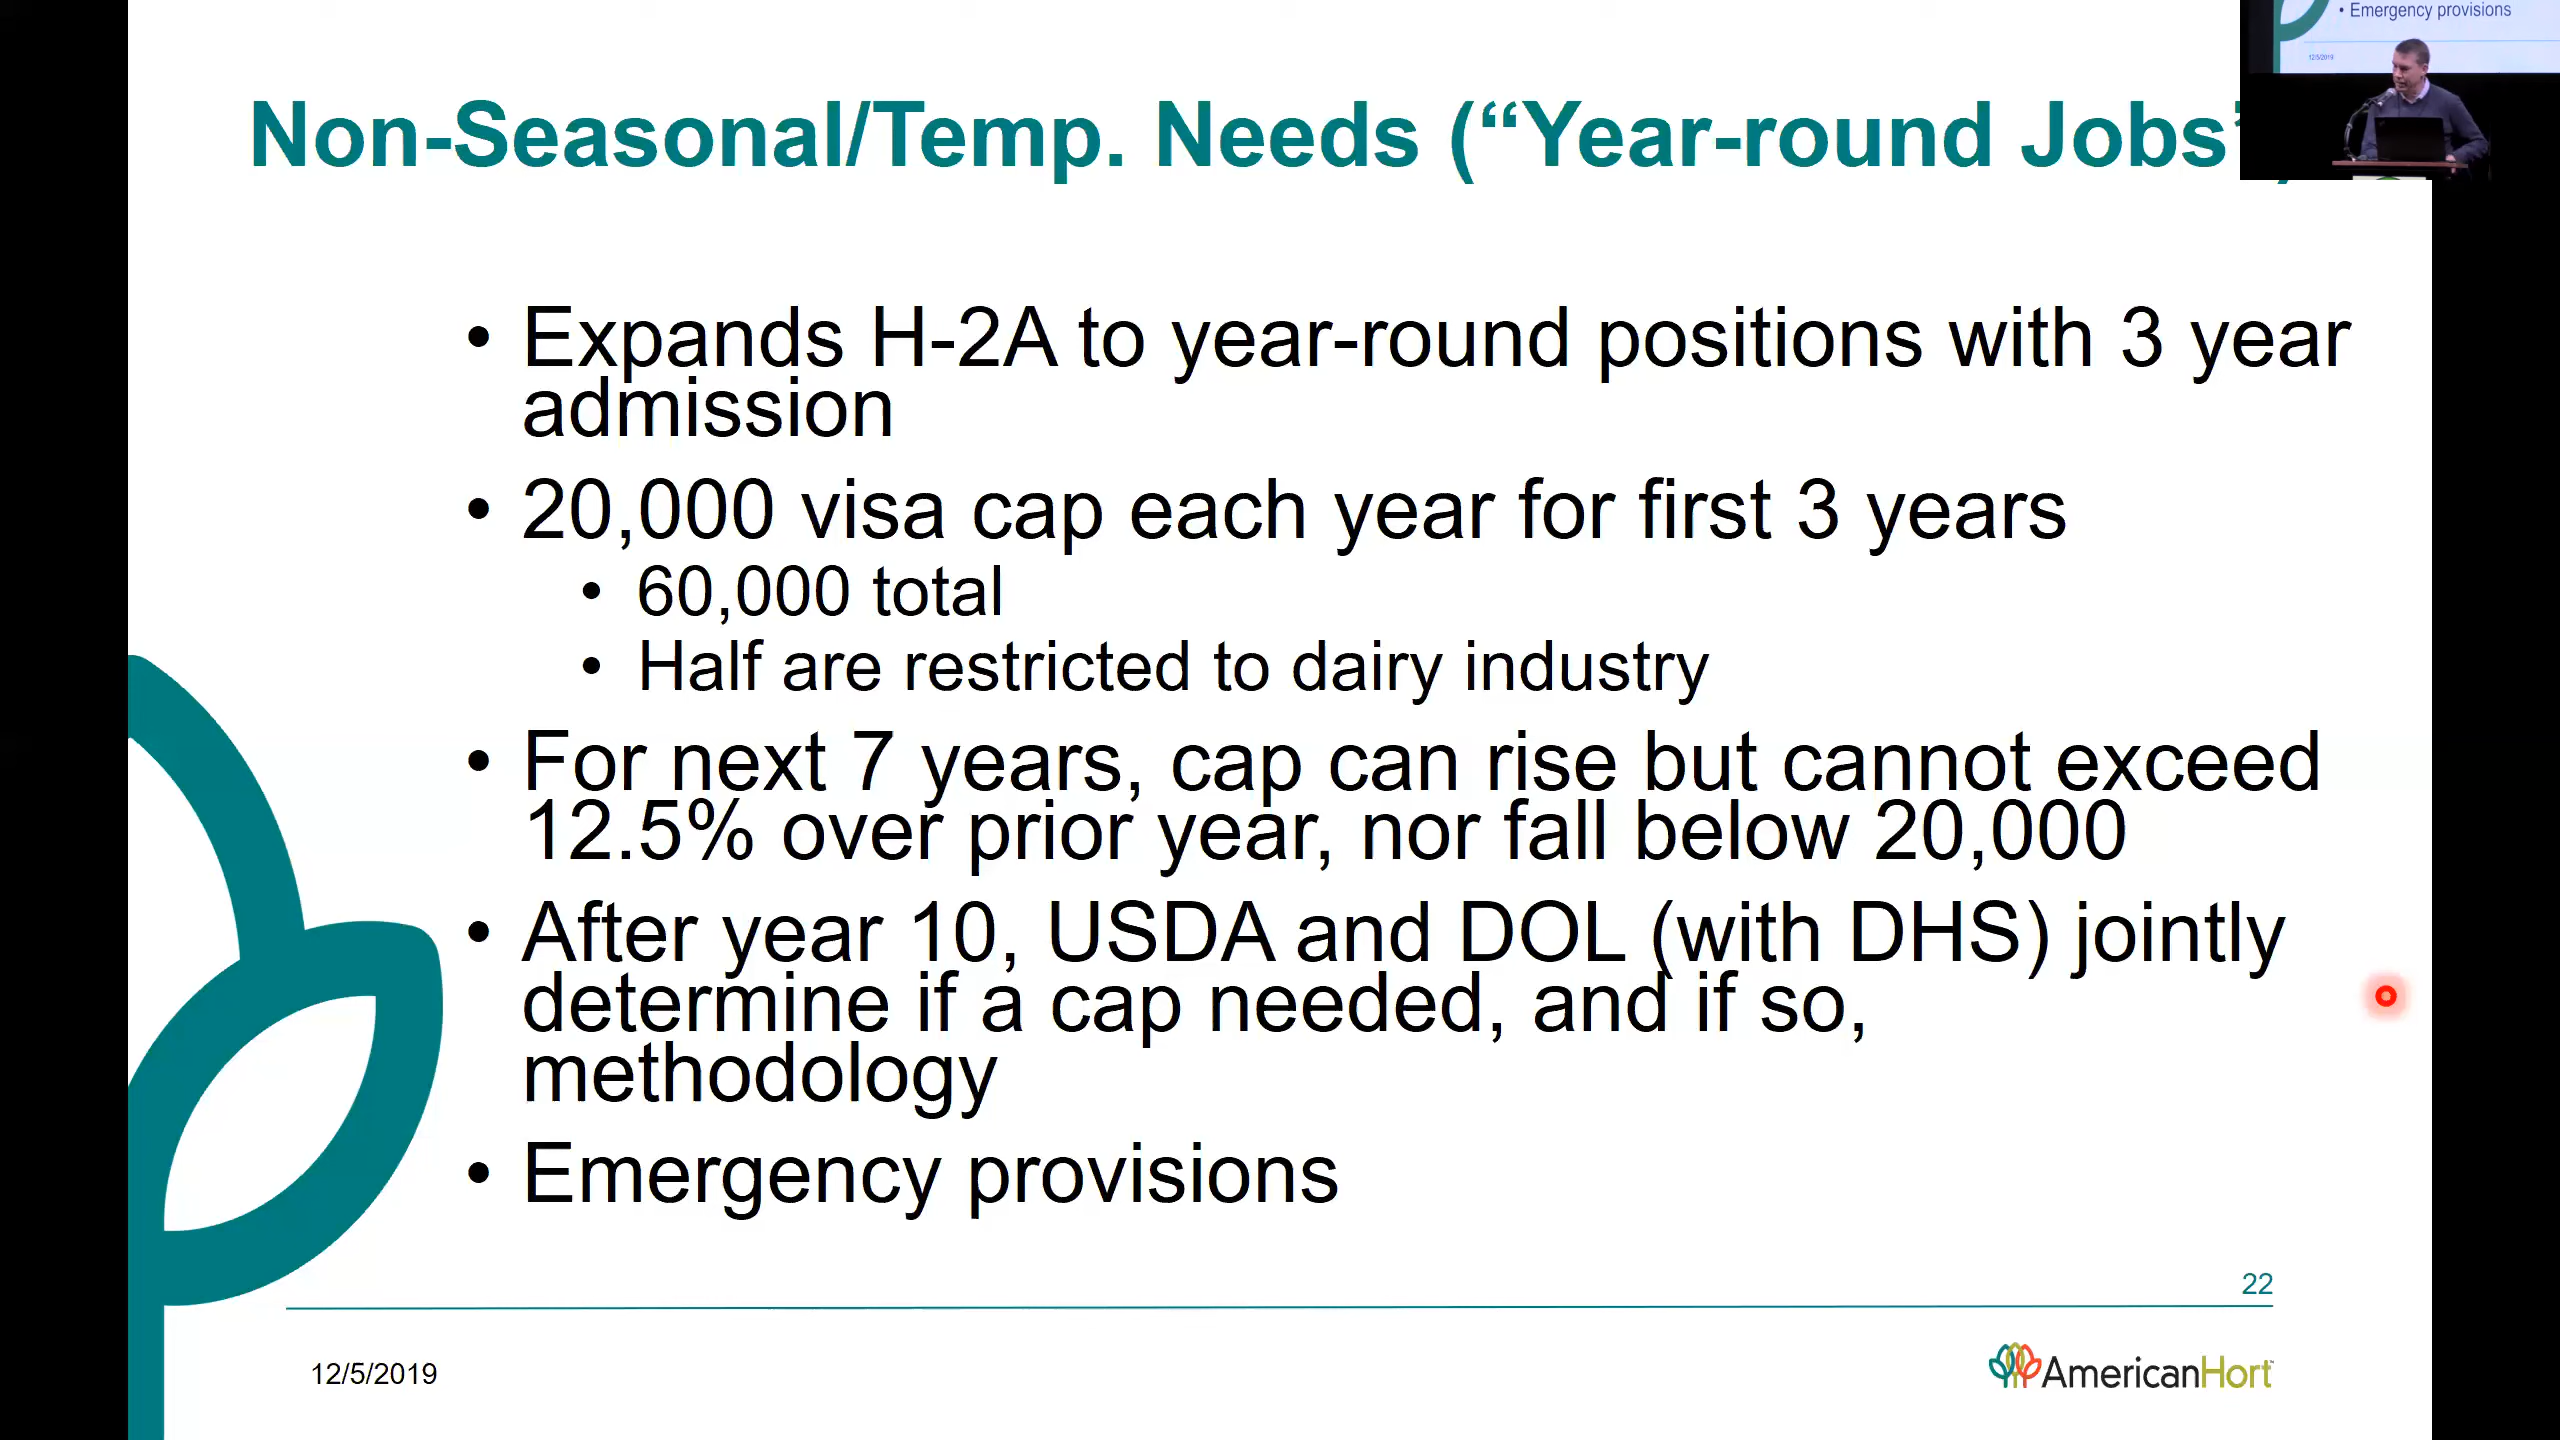 • Emergency provisions
12/5/2019
Non-Seasonal/Temp. Needs (“Year-round Jobs”)
• Expands H-2A to year-round positions with 3 year
admission
• 20,000 visa cap each year for first 3 years
• 60,000 total
• Half are restricted to dairy industry
• For next 7 years, cap can rise but cannot exceed
12.5% over prior year, nor fall below 20,000
• After year 10, USDA and DOL (with DHS) jointly
determine if a cap needed, and if so,
methodology
• Emergency provisions
22
12/5/2019
AmericanHort